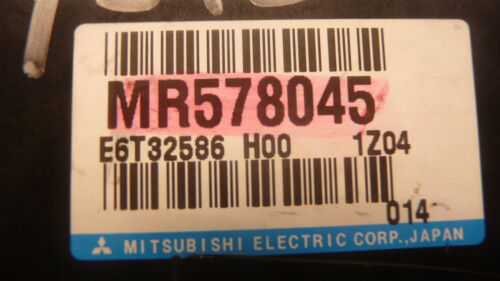 MR578045
E6T32586 H00 1Z04
014
MITSUBISHI ELECTRIC CORP.,JAPAN